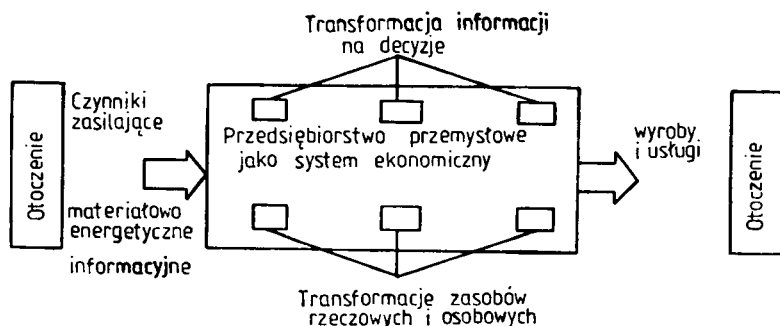 Transformacja informacji
na decyzje
Otoczenie
Czynniki
zasilające
materiałowo
energetyczne
informacyjne
Przedsiębiorstwo przemysłowe
jako system ekonomiczny
wyroby
i usługi
Otoczenie
Transformacje zasobów
rzeczowych i osobowych